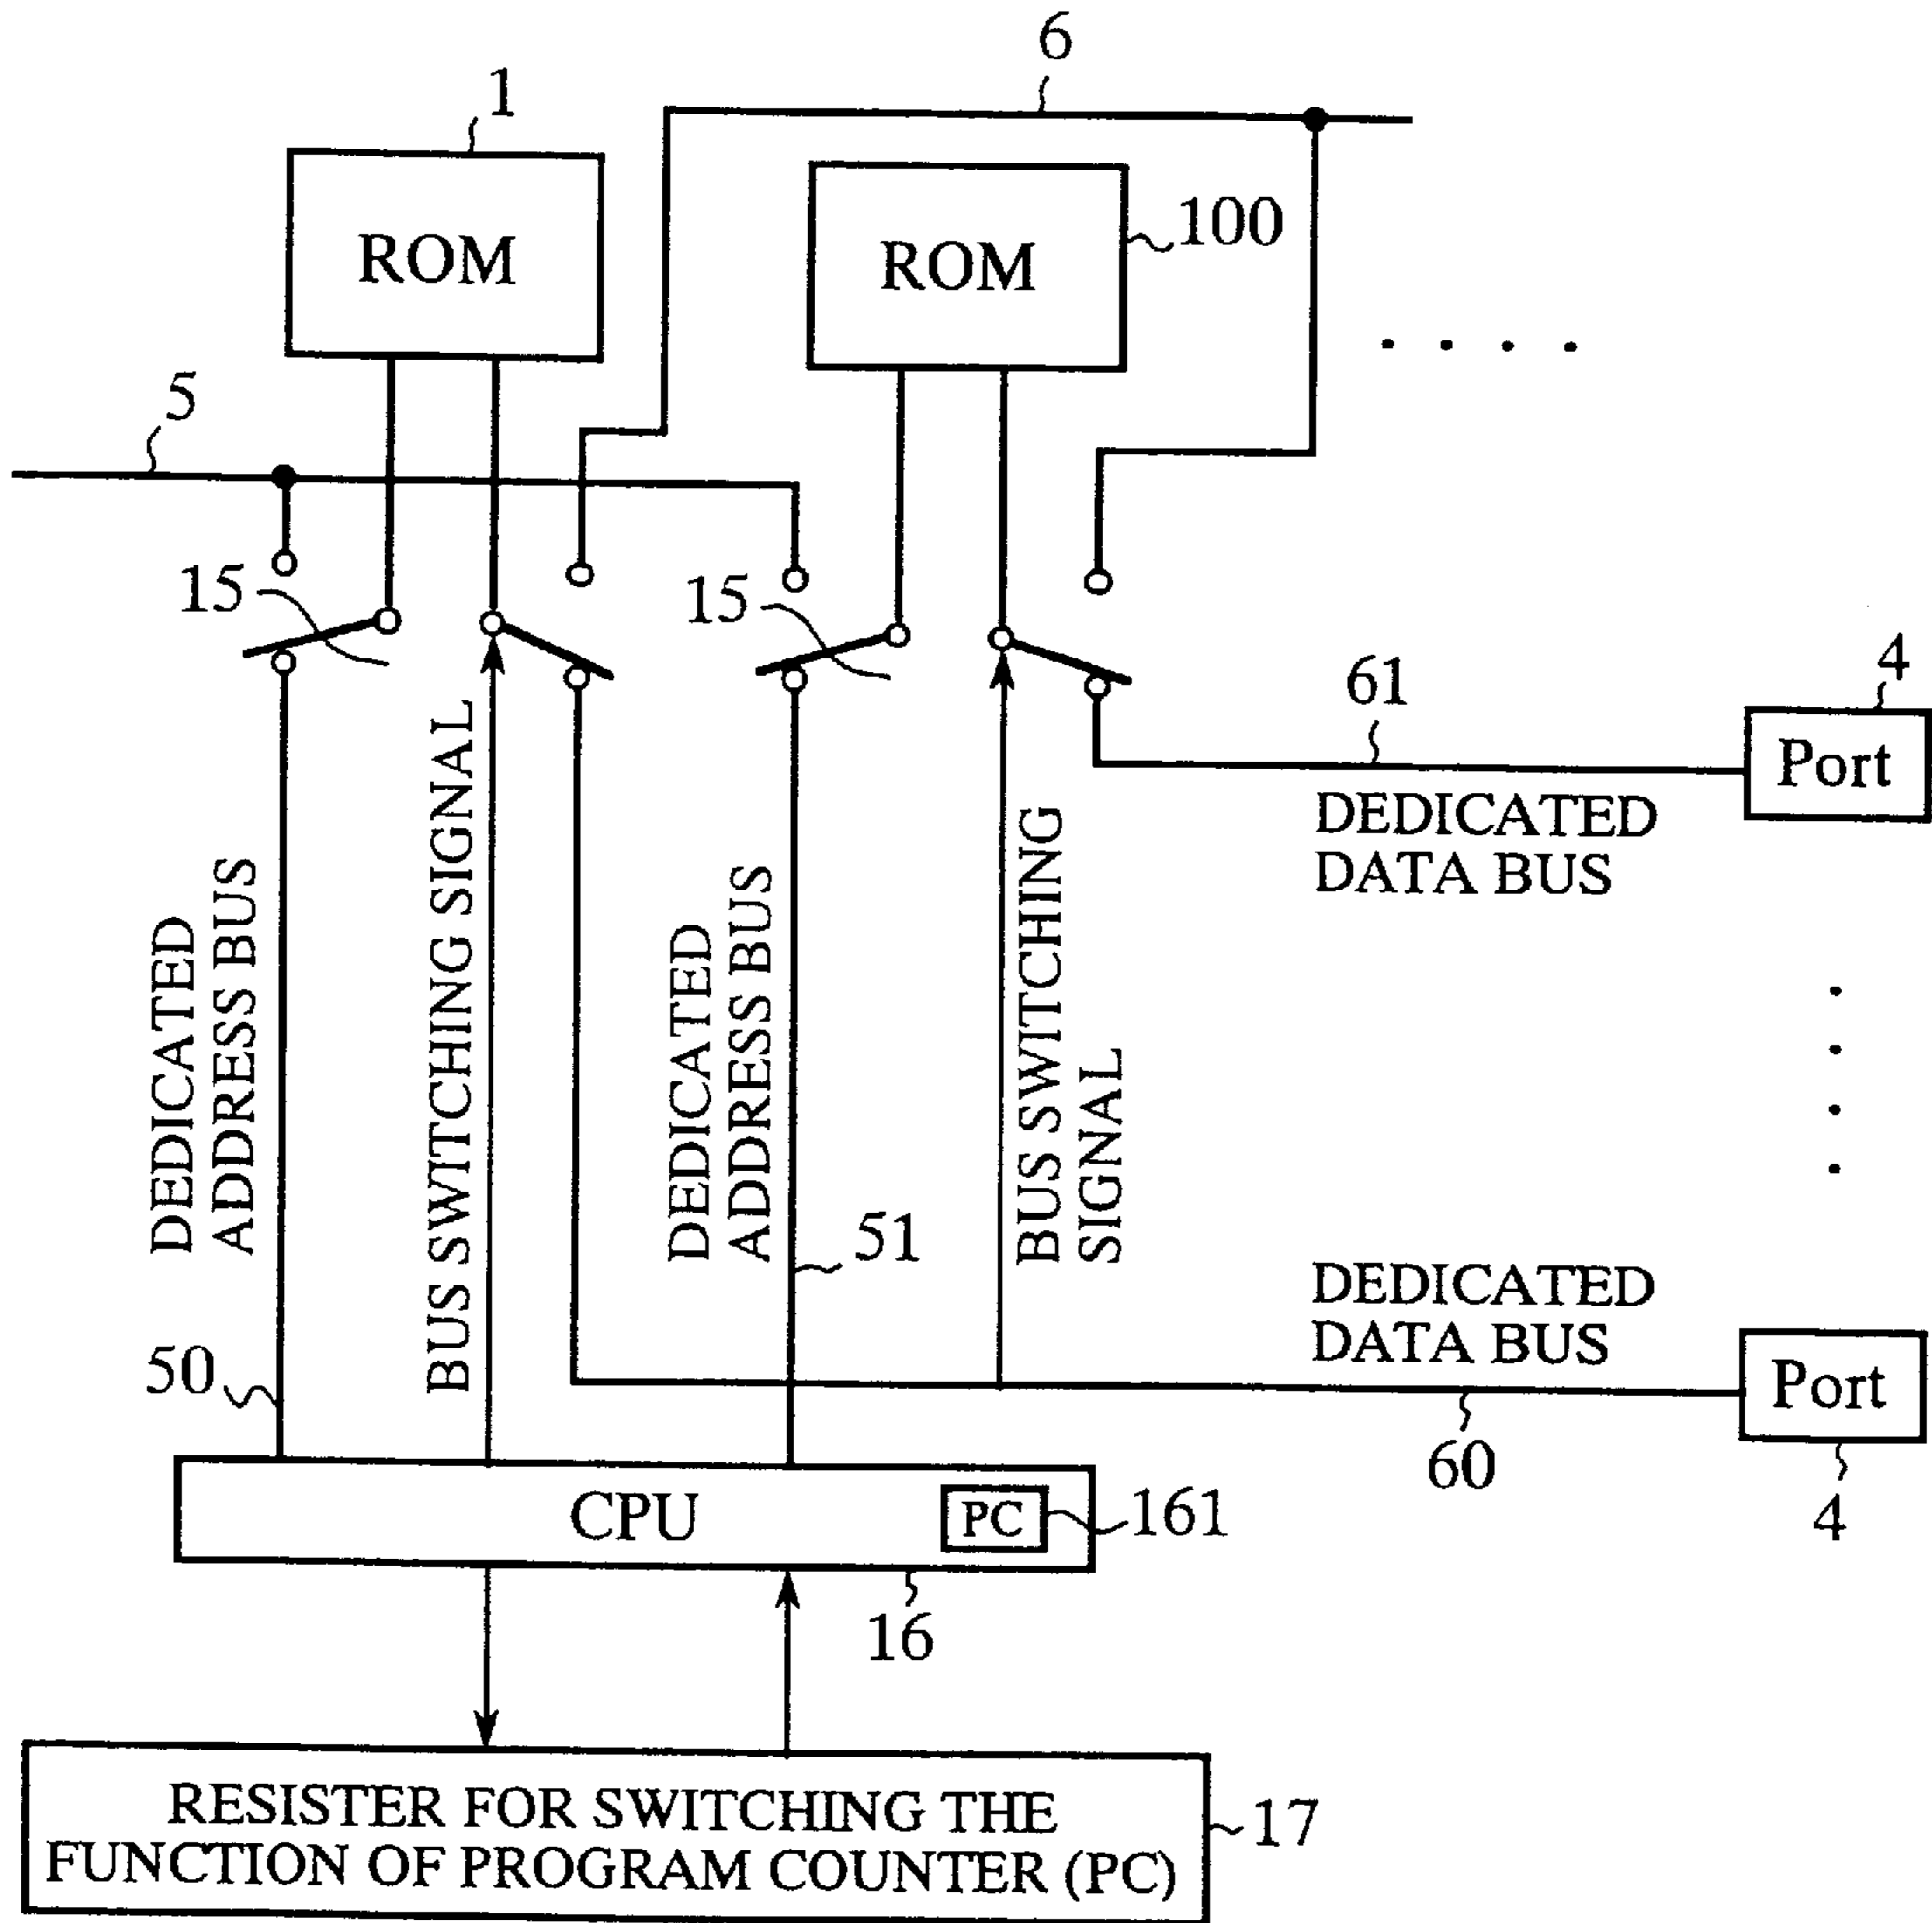 6
1
ROM
ROM
100
5
15
15
4
Port
61
DEDICATED
DATA BUS
DEDICATED
ADDRESS BUS
BUS SWITCHING SIGNAL
DEDICATED
ADDRESS BUS
BUS SWITCHING
SIGNAL
51
50
DEDICATED
DATA BUS
60
Port
4
CPU
PC
161
16
RESISTER FOR SWITCHING THE
FUNCTION OF PROGRAM COUNTER (PC)
17